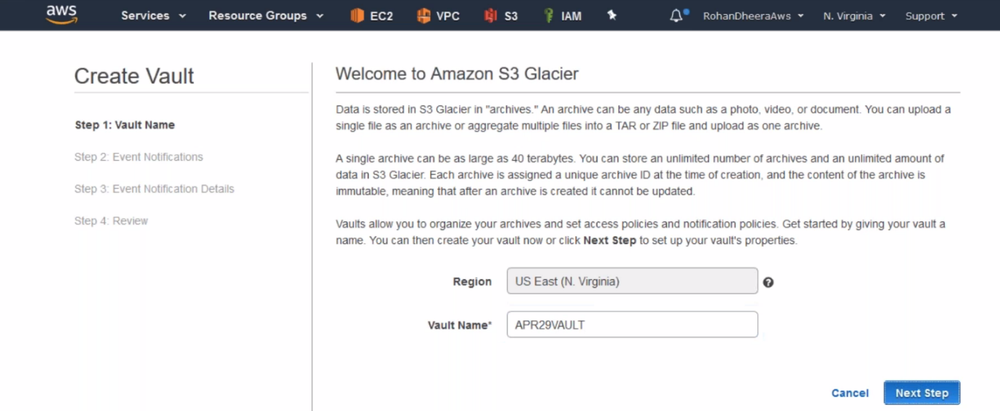 aws Services Resource Groups EC2 VPC S3 IAM RohanDheeraAws N. Virginia Support
Create Vault
Step 1: Vault Name
Step 2: Event Notifications
Step 3: Event Notification Details
Step 4: Review
Welcome to Amazon S3 Glacier
Data is stored in S3 Glacier in "archives." An archive can be any data such as a photo, video, or document. You can upload a
single file as an archive or aggregate multiple files into a TAR or ZIP file and upload as one archive.
A single archive can be as large as 40 terabytes. You can store an unlimited number of archives and an unlimited amount of
data in S3 Glacier. Each archive is assigned a unique archive ID at the time of creation, and the content of the archive is
immutable, meaning that after an archive is created it cannot be updated.
Vaults allow you to organize your archives and set access policies and notification policies. Get started by giving your vault a
name. You can then create your vault now or click Next Step to set up your vault's properties.
Region US East (N. Virginia) ?
Vault Name* APR29VAULT
Cancel Next Step